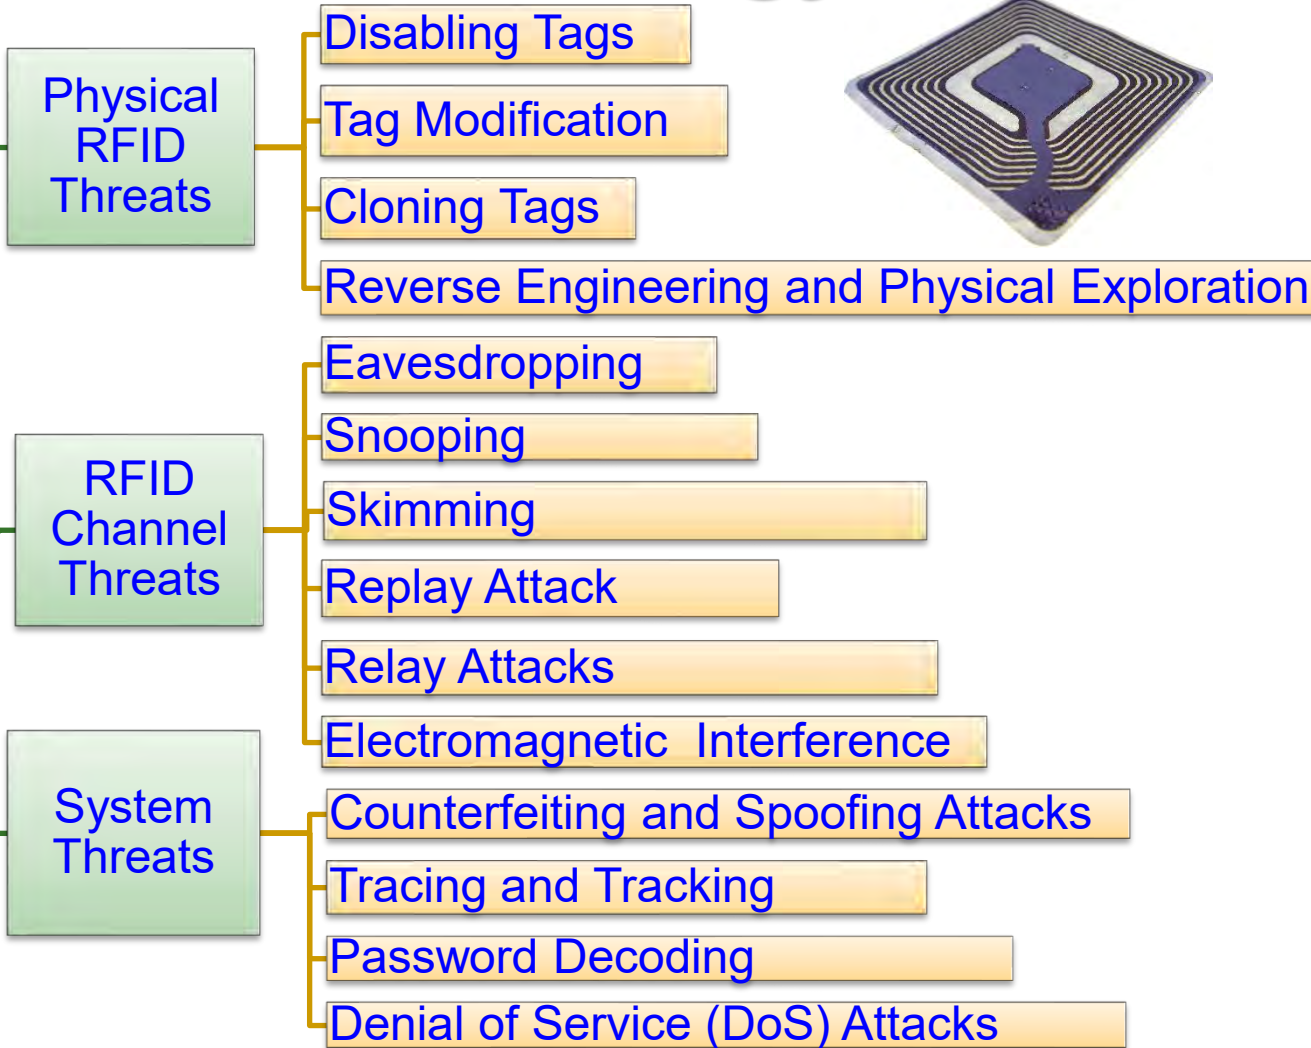 Physical
RFID
Threats
Disabling Tags
Tag Modification
Cloning Tags
Reverse Engineering and Physical Exploration
RFID
Channel
Threats
Eavesdropping
Snooping
Skimming
Replay Attack
Relay Attacks
Electromagnetic Interference
System
Threats
Counterfeiting and Spoofing Attacks
Tracing and Tracking
Password Decoding
Denial of Service (DoS) Attacks